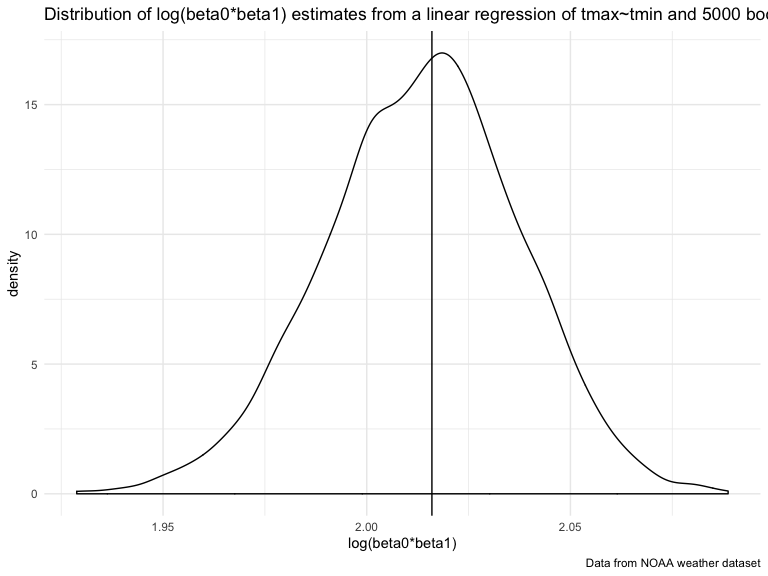 Distribution of log(beta0*beta1) estimates from a linear regression of tmax~tmin and 5000
15
10
5
0
density
1.95
2.00
2.05
log(beta0*beta1)
Data from NOAA weather dataset